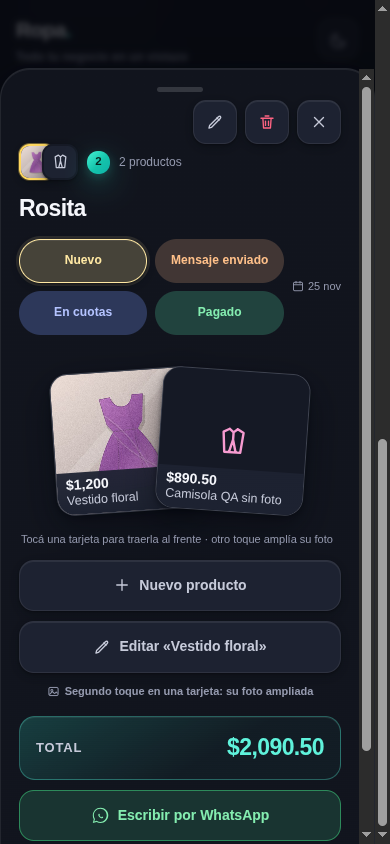 Ropa.
2
2 productos
Rosita
Nuevo
Mensaje enviado
En cuotas
Pagado
25 nov
$1,200
Vestido floral
$890.50
Camisola QA sin foto
Tocá una tarjeta para traerla al frente · otro toque amplía su foto
Nuevo producto
Editar «Vestido floral»
Segundo toque en una tarjeta: su foto ampliada
TOTAL
$2,090.50
Escribir por WhatsApp